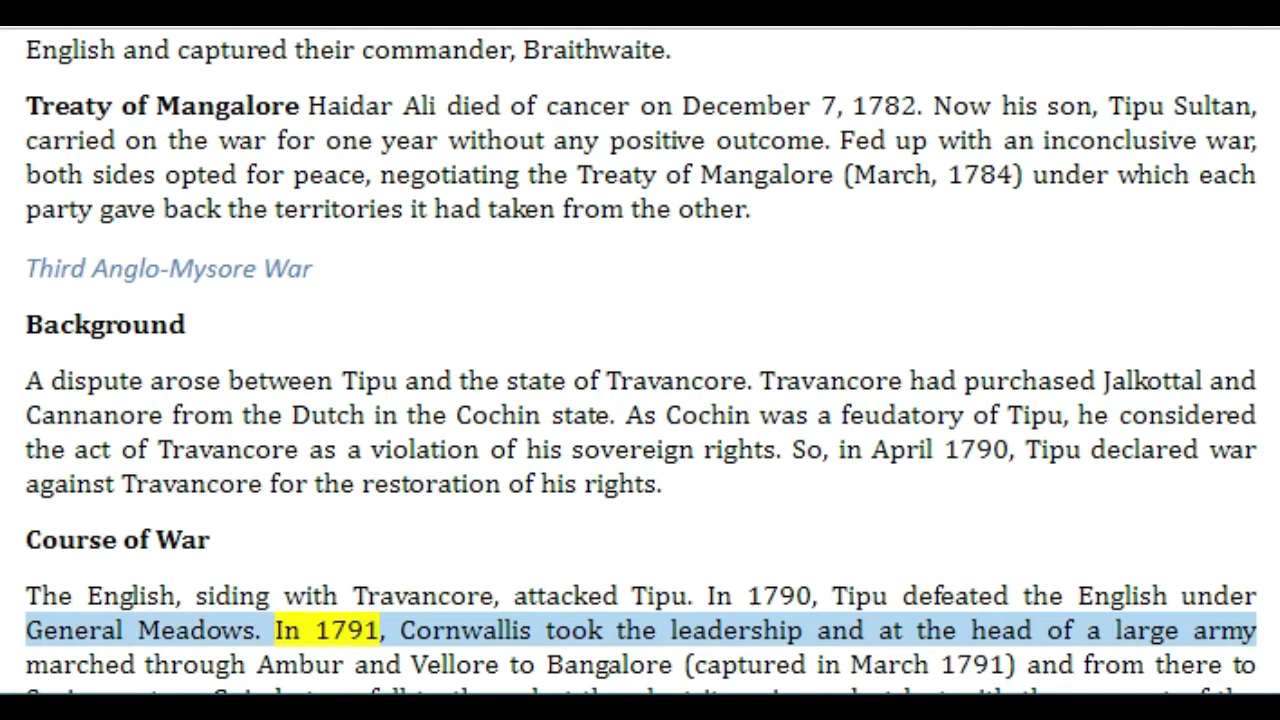 English and captured their commander, Braithwaite.
Treaty of Mangalore Haidar Ali died of cancer on December 7, 1782. Now his son, Tipu Sultan,
carried on the war for one year without any positive outcome. Fed up with an inconclusive war,
both sides opted for peace, negotiating the Treaty of Mangalore (March, 1784) under which each
party gave back the territories it had taken from the other.
Third Anglo-Mysore War
Background
A dispute arose between Tipu and the state of Travancore. Travancore had purchased Jalkottal and
Cannanore from the Dutch in the Cochin state. As Cochin was a feudatory of Tipu, he considered
the act of Travancore as a violation of his sovereign rights. So, in April 1790, Tipu declared war
against Travancore for the restoration of his rights.
Course of War
The English, siding with Travancore, attacked Tipu. In 1790, Tipu defeated the English under
General Meadows. In 1791, Cornwallis took the leadership and at the head of a large army
marched through Ambur and Vellore to Bangalore (captured in March 1791) and from there to